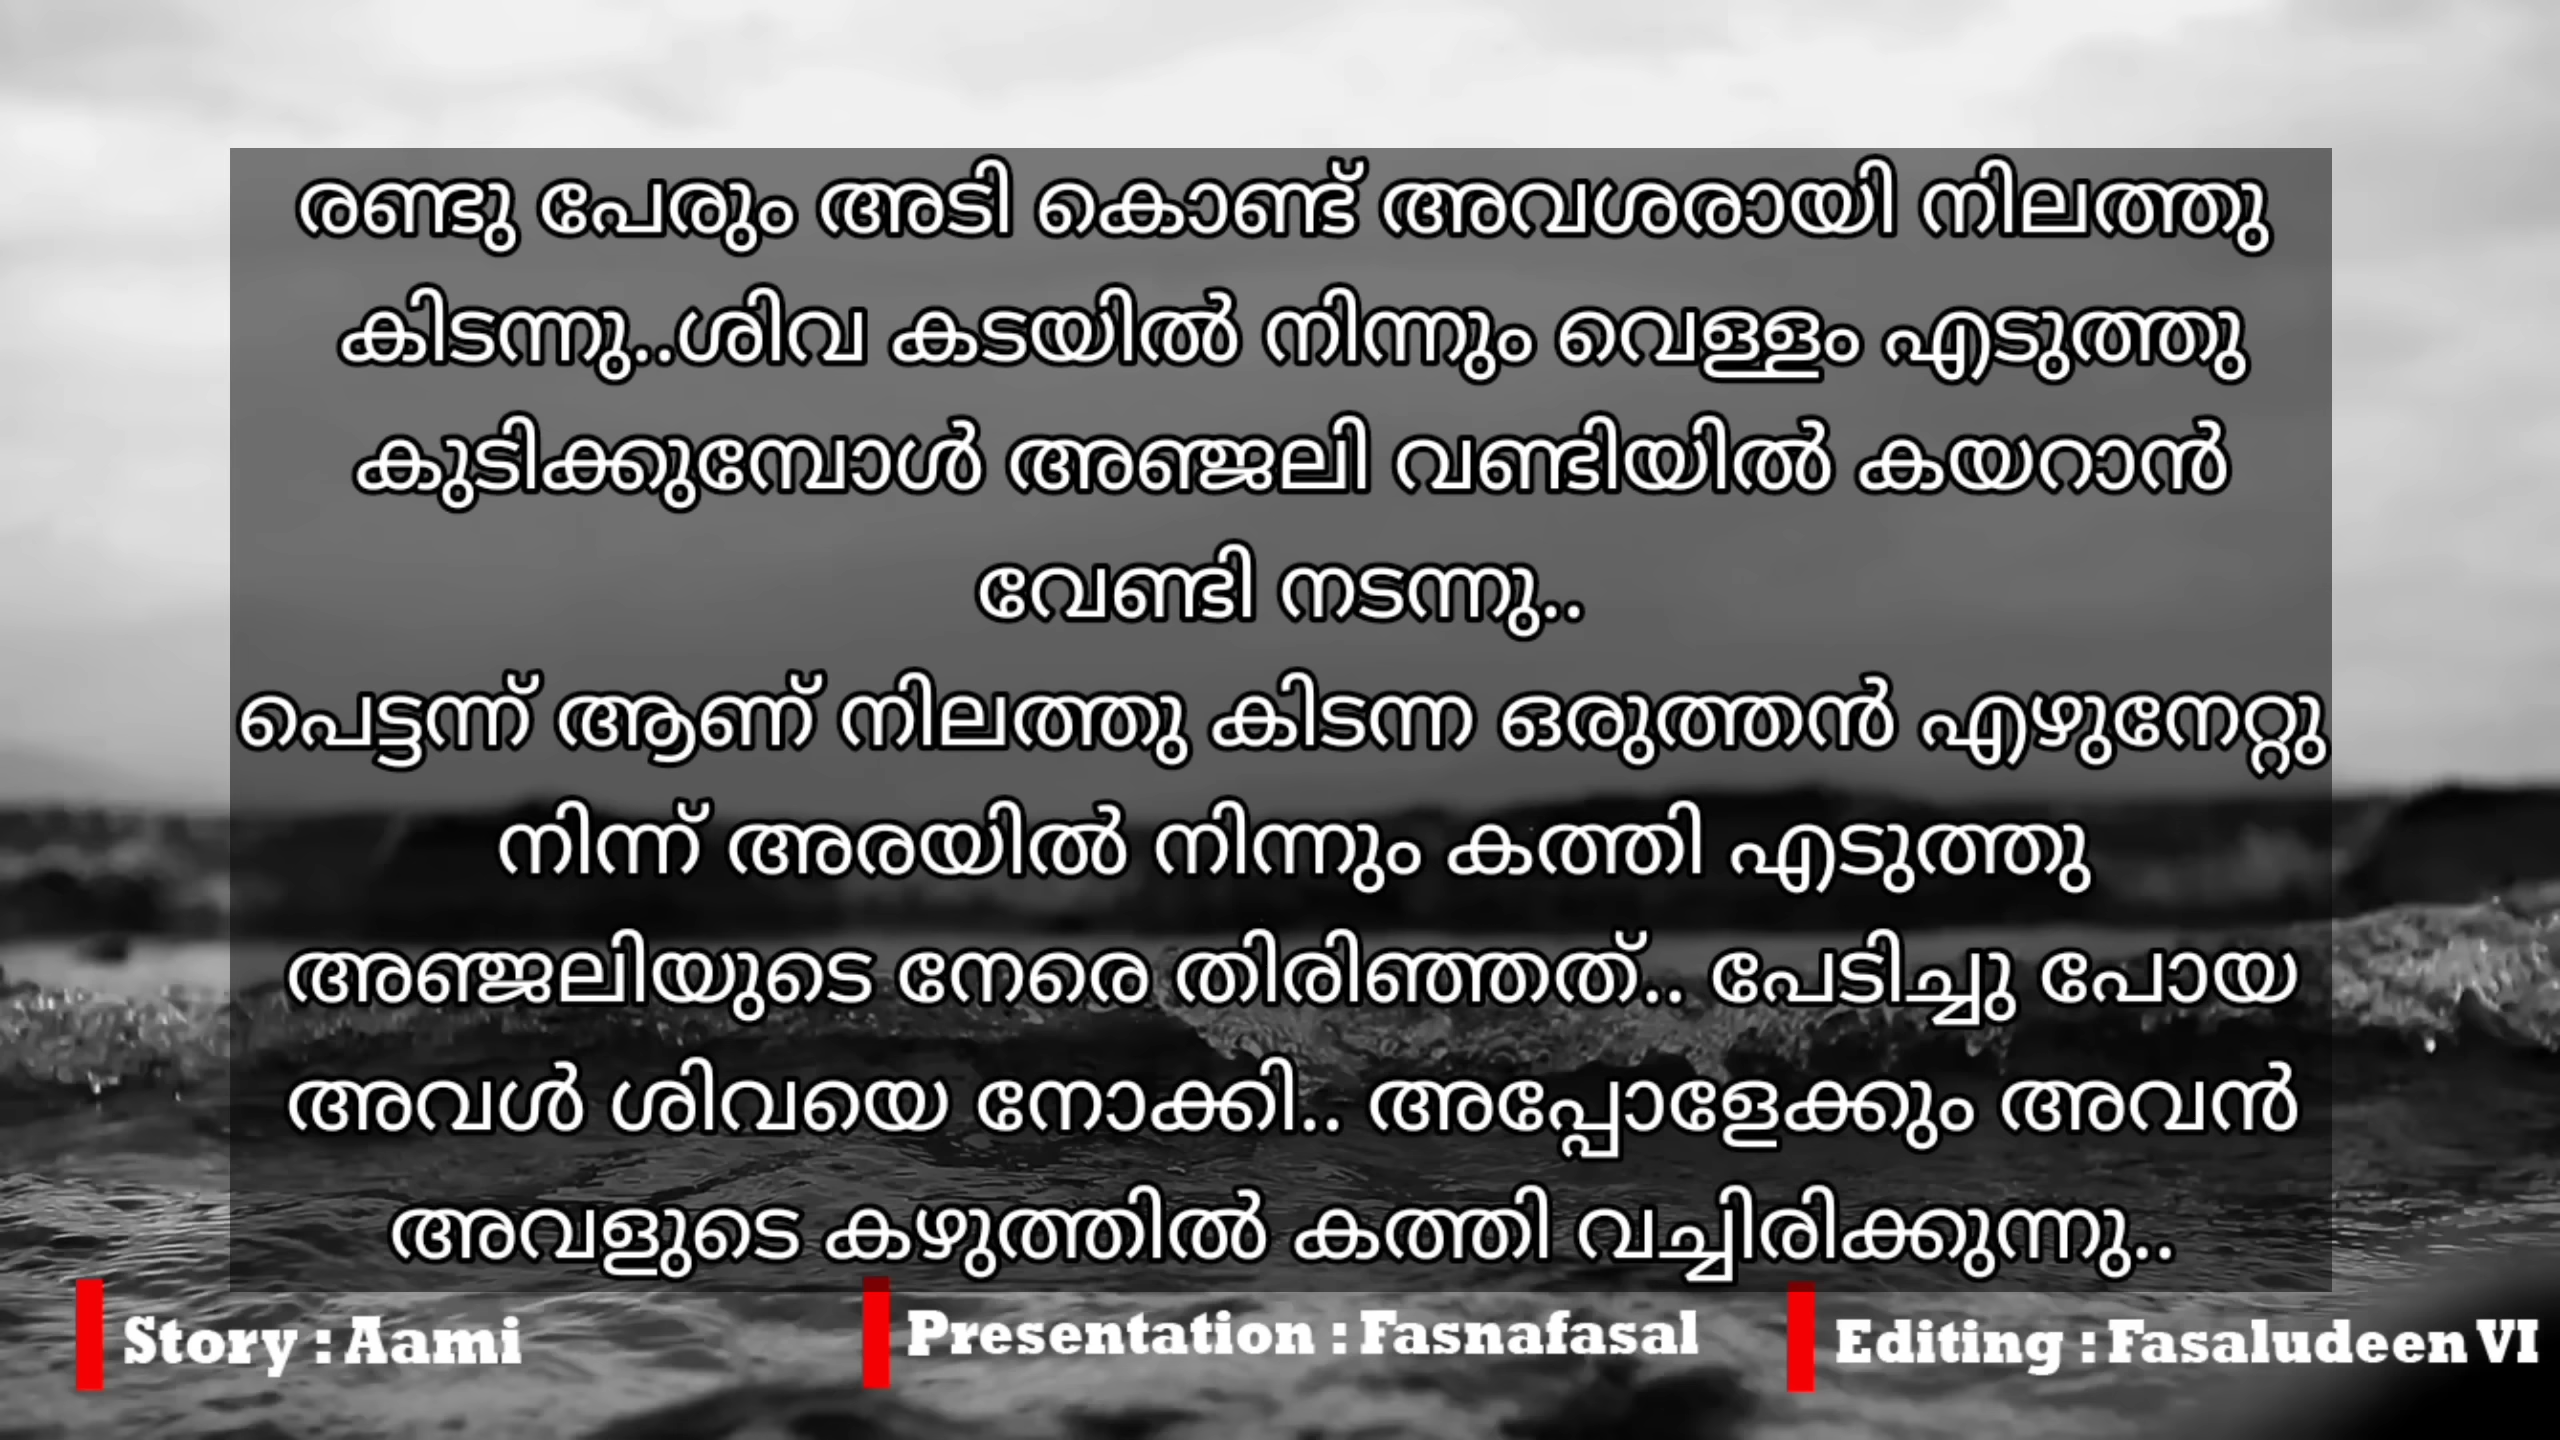 രണ്ടു പേരും അടി കൊണ്ട് അവശരായി നിലത്തു
കിടന്നു..ശിവ കടയിൽ നിന്നും വെള്ളം എടുത്തു
കുടിക്കുമ്പോൾ അഞ്ജലി വണ്ടിയിൽ കയറാൻ
വേണ്ടി നടന്നു..
പെട്ടന്ന് ആണ് നിലത്തു കിടന്ന ഒരുത്തൻ എഴുനേറ്റു
നിന്ന് അരയിൽ നിന്നും കത്തി എടുത്തു
അഞ്ജലിയുടെ നേരെ തിരിഞ്ഞത്.. പേടിച്ചു പോയ
അവൾ ശിവയെ നോക്കി.. അപ്പോളേക്കും അവൻ
അവളുടെ കഴുത്തിൽ കത്തി വച്ചിരിക്കുന്നു..
Story : Aami
Presentation : Fasnafasal
Editing : Fasaludeen VI